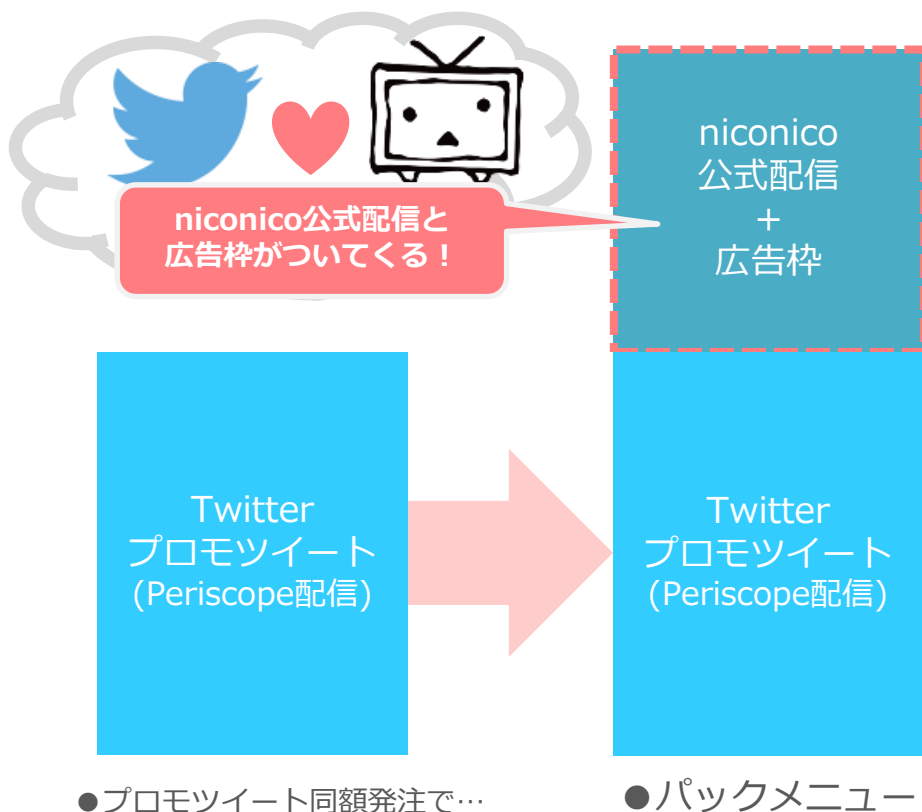 niconico公式配信と
広告枠がついてくる！
niconico
公式配信
＋
広告枠
Twitter
プロモツイート
(Periscope配信)
Twitter
プロモツイート
(Periscope配信)
●プロモツイート同額発注で…
●パックメニュー